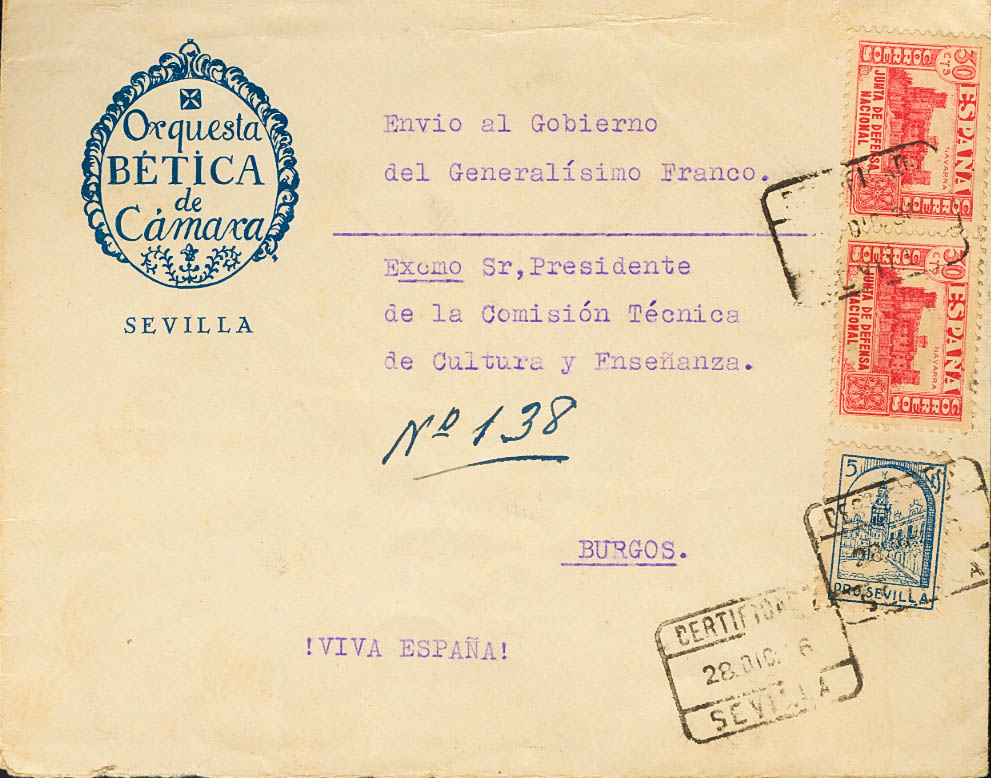 Orquesta
BÉTICA
de
Cámara
SEVILLA
Envio al Gobierno
del Generalísimo Franco.
Excmo Sr,Presidente
de la Comisión Técnica
de Cultura y Enseñanza.
Nº 138
BURGOS.
!VIVA ESPAÑA!
30 CTS
ESPAÑA
CORREOS
NAVARRA
JUNTA DE DEFENSA
NACIONAL
30 CTS
ESPAÑA
CORREOS
NAVARRA
JUNTA DE DEFENSA
NACIONAL
5 CTS
PRO SEVILLA
28 DIC.
SEVILLA